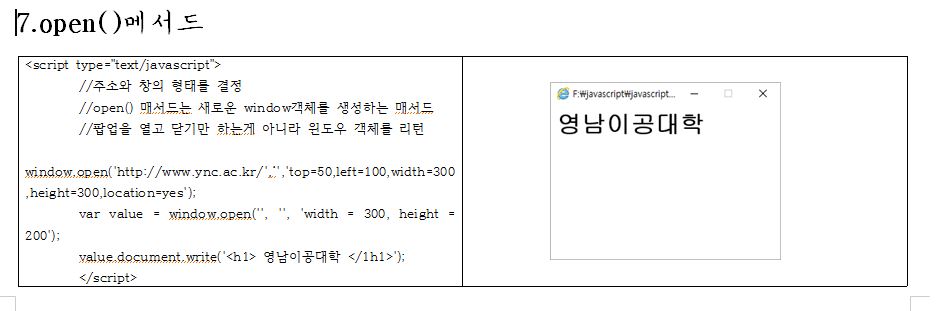 7.open()메서드
<script type="text/javascript">
//주소와 창의 형태를 결정
//open() 매서드는 새로운 window객체를 생성하는 매서드
//팝업을 열고 닫기만 하는게 아니라 윈도우 객체를 리턴
window.open('http://www.ync.ac.kr/','','top=50,left=100,width=300
,height=300,location=yes');
var value = window.open('', '', 'width = 300, height =
200');
value.document.write('<h1> 영남이공대학 </1h1>');
</script>
F:₩javascript₩javascript...
영남이공대학